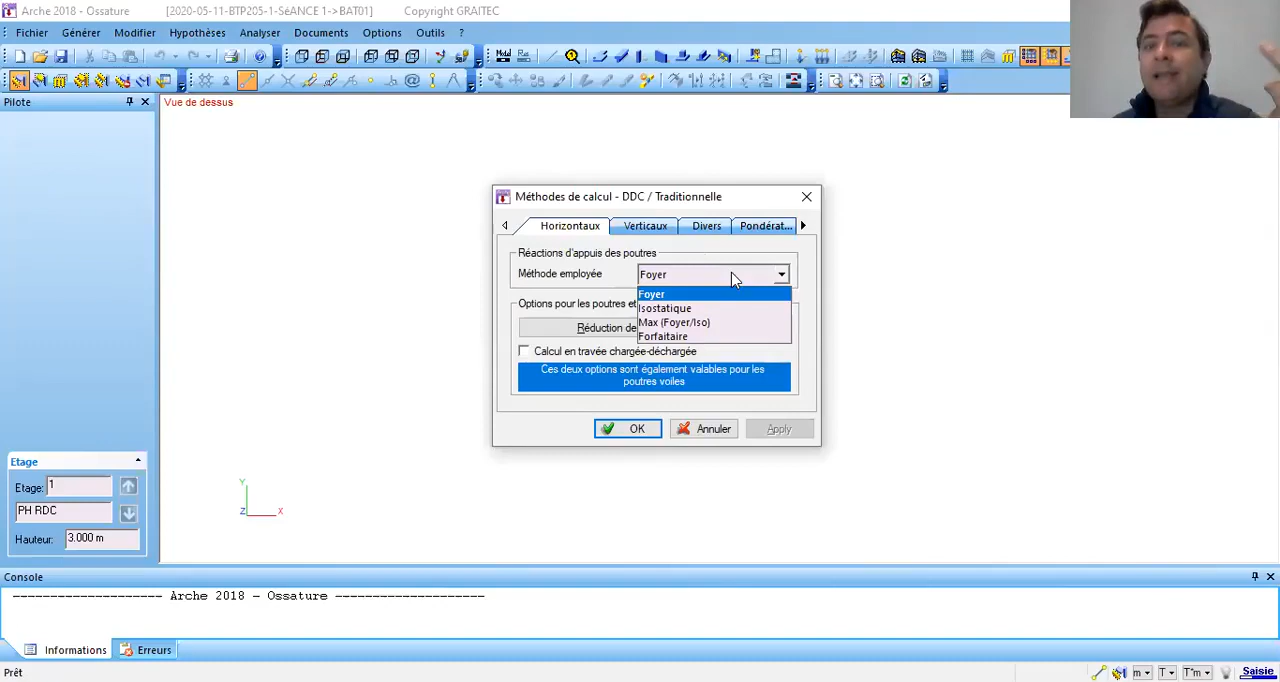 Arche 2018 - Ossature [2020-05-11-BTP205-1-SéANCE 1->BAT01] Copyright GRAITEC
Fichier Générer Modifier Hypothèses Analyser Documents Options Outils ?
Pilote
Vue de dessus
Méthodes de calcul - DDC / Traditionnelle
Horizontaux Verticaux Divers Pondérat...
Réactions d'appuis des poutres
Méthode employée Foyer
Foyer
Options pour les poutres et
Isostatique
Max (Foyer/Iso)
Réduction de
Forfaitaire
Calcul en travée chargée-déchargée
Ces deux options sont également valables pour les
poutres voiles
OK Annuler Apply
Etage
Etage: 1
PH RDC
Hauteur: 3.000 m
Y
Z X
Console
-------------------- Arche 2018 - Ossature --------------------
Informations Erreurs
Prêt m T T*m Saisie